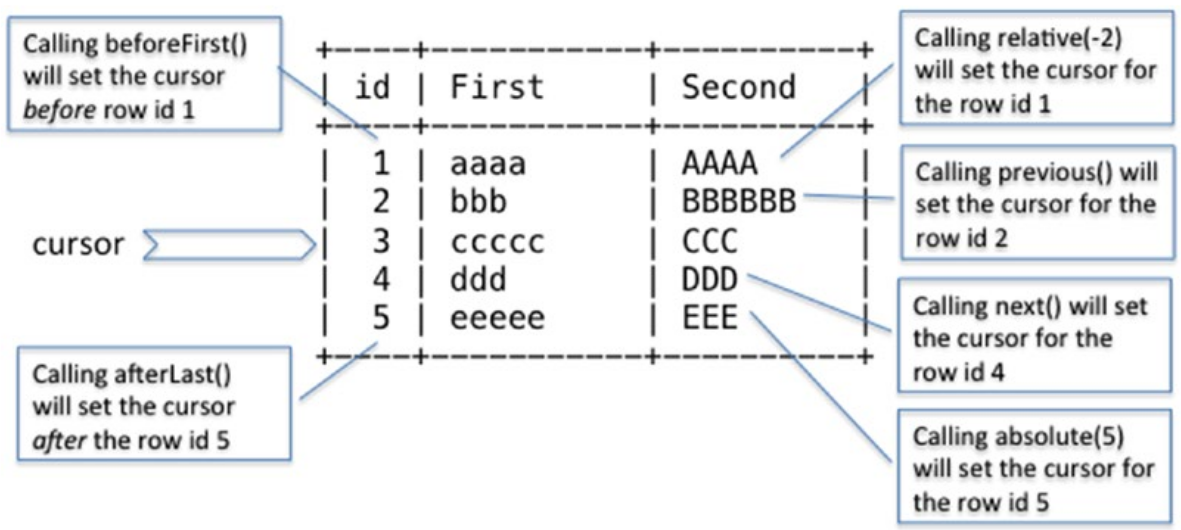 Calling beforeFirst()
will set the cursor
before row id 1
cursor
Calling afterLast()
will set the cursor
after the row id 5
+----+------------+-----------+
| id | First | Second |
+----+------------+-----------+
| 1 | aaaa | AAAA |
| 2 | bbb | BBBBBB |
| 3 | ccccc | CCC |
| 4 | ddd | DDD |
| 5 | eeeee | EEE |
+----+------------+-----------+
Calling relative(-2)
will set the cursor for
the row id 1
Calling previous() will
set the cursor for the
row id 2
Calling next() will set
the cursor for the
row id 4
Calling absolute(5)
will set the cursor for
the row id 5